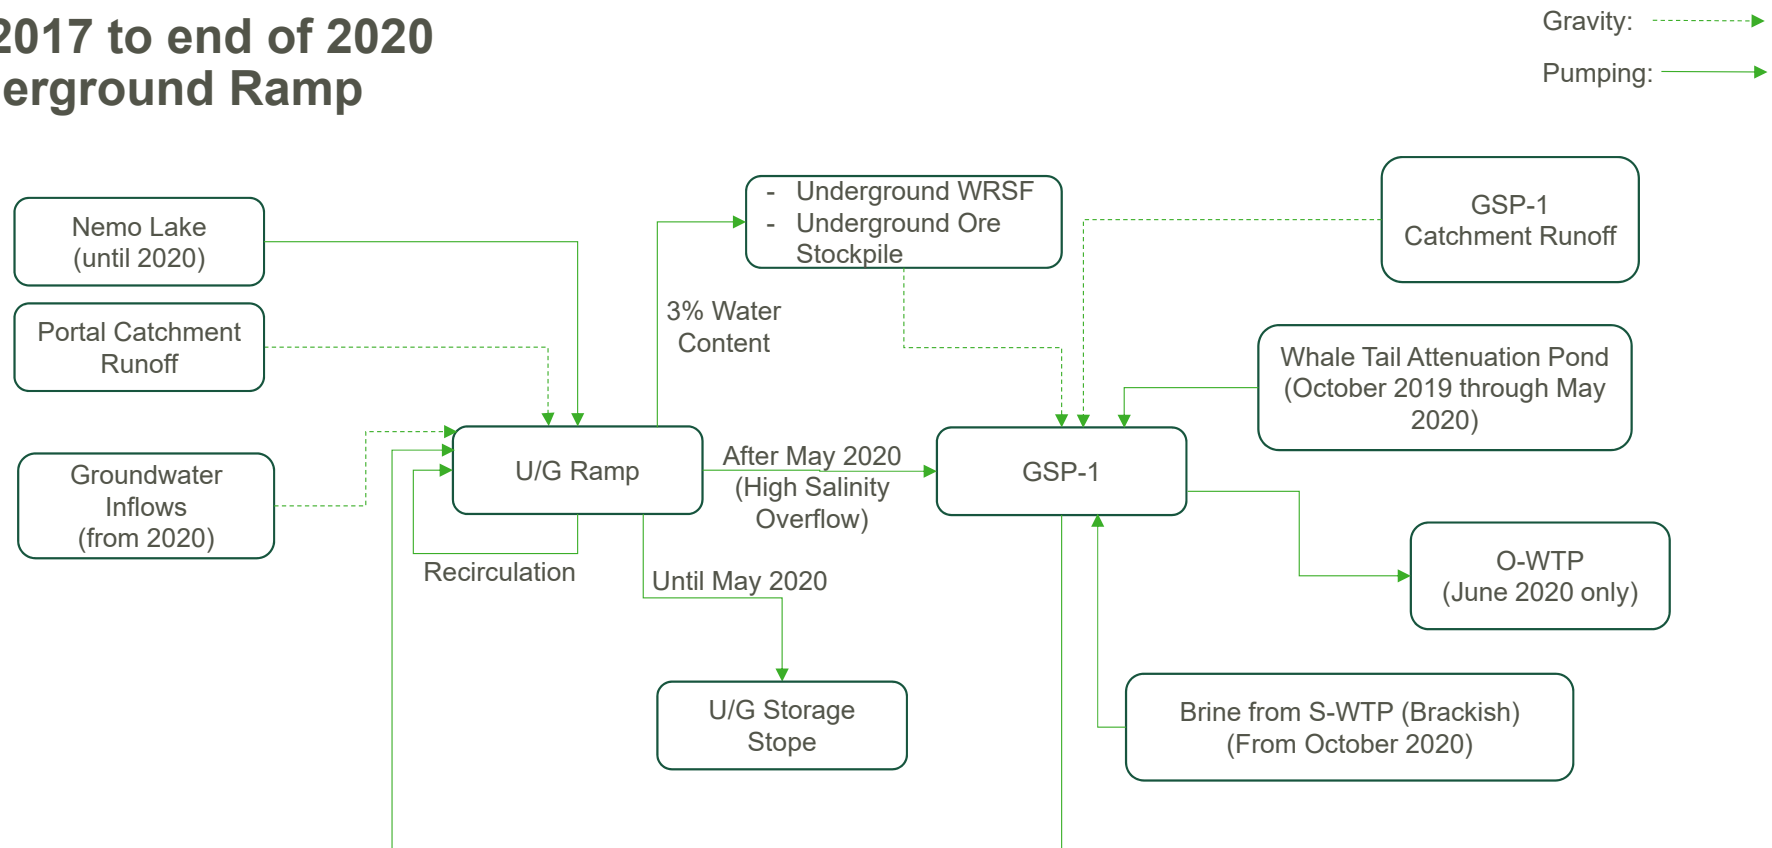 2017 to end of 2020
erground Ramp
Gravity:
Pumping:
Nemo Lake
(until 2020)
Portal Catchment
Runoff
Groundwater
Inflows
(from 2020)
- Underground WRSF
- Underground Ore
Stockpile
3% Water
Content
GSP-1
Catchment Runoff
Whale Tail Attenuation Pond
(October 2019 through May
2020)
U/G Ramp
After May 2020
(High Salinity
Overflow)
GSP-1
Recirculation
Until May 2020
O-WTP
(June 2020 only)
U/G Storage
Stope
Brine from S-WTP (Brackish)
(From October 2020)